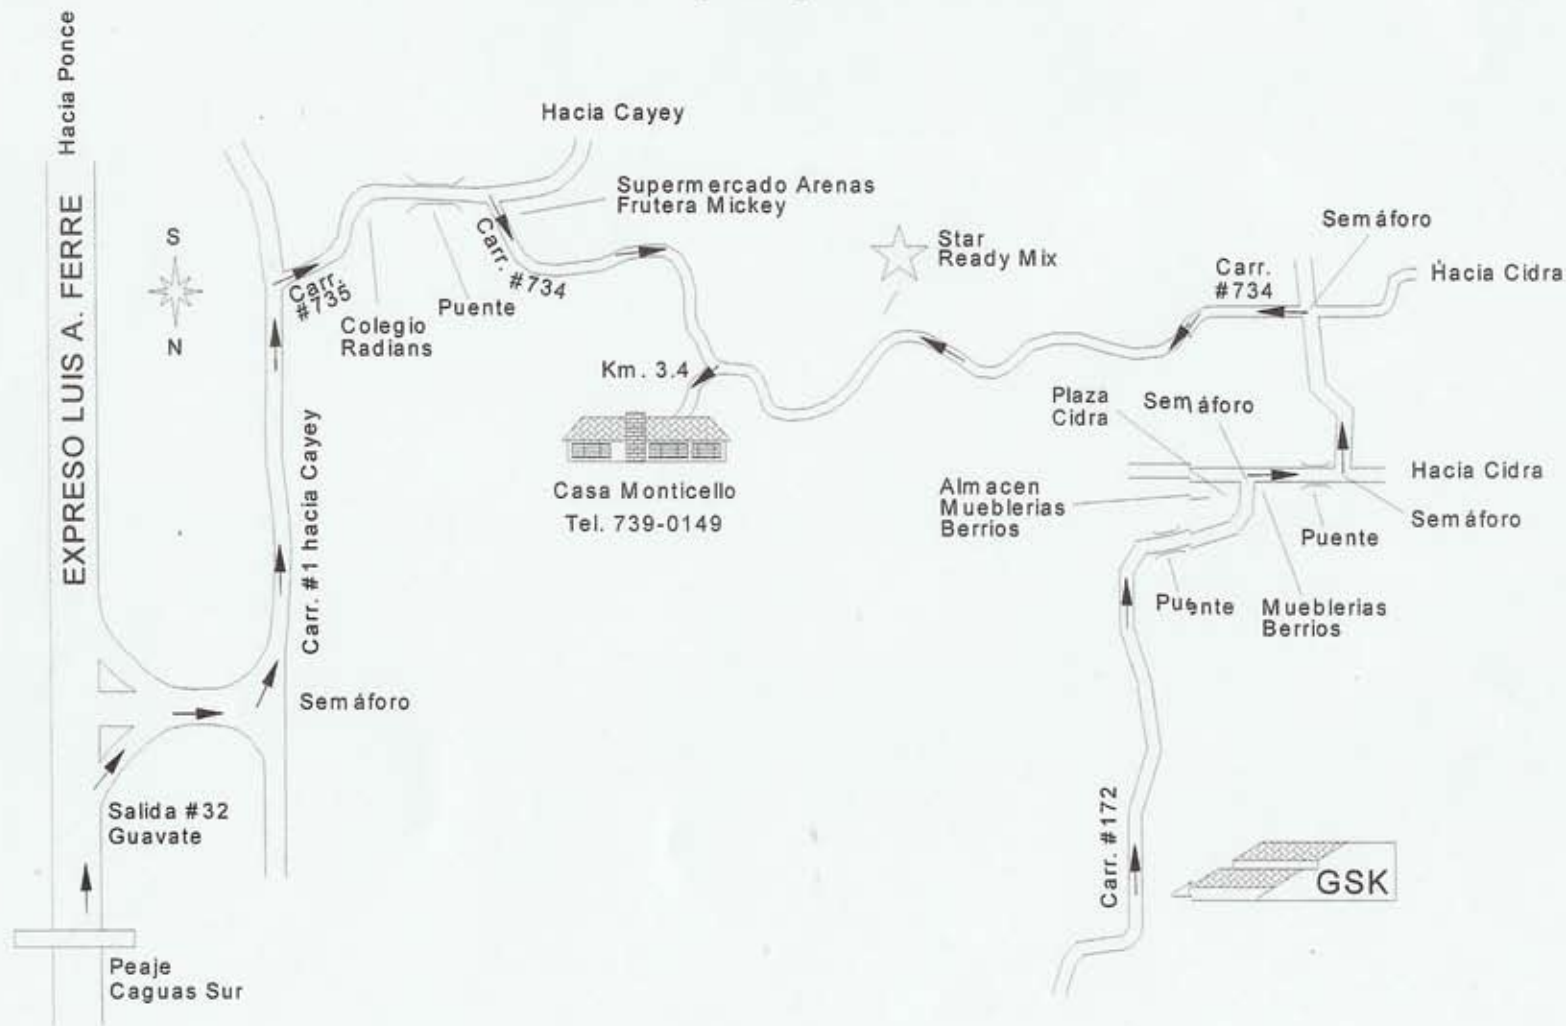 Hacia Ponce
EXPRESO LUIS A. FERRE
S
N
Hacia Cayey
Supermercado Arenas
Frutera Mickey
Carr.
#735
Colegio
Radians
Puente
Carr.
#734
Star
Ready Mix
Semáforo
Carr.
#734
Hacia Cidra
Km. 3.4
Casa Monticello
Tel. 739-0149
Plaza
Cidra
Semáforo
Almacen
Mueblerias
Berrios
Hacia Cidra
Semáforo
Puente
Puente
Mueblerias
Berrios
Carr. #1 hacia Cayey
Semáforo
Salida #32
Guavate
Carr. #172
GSK
Peaje
Caguas Sur